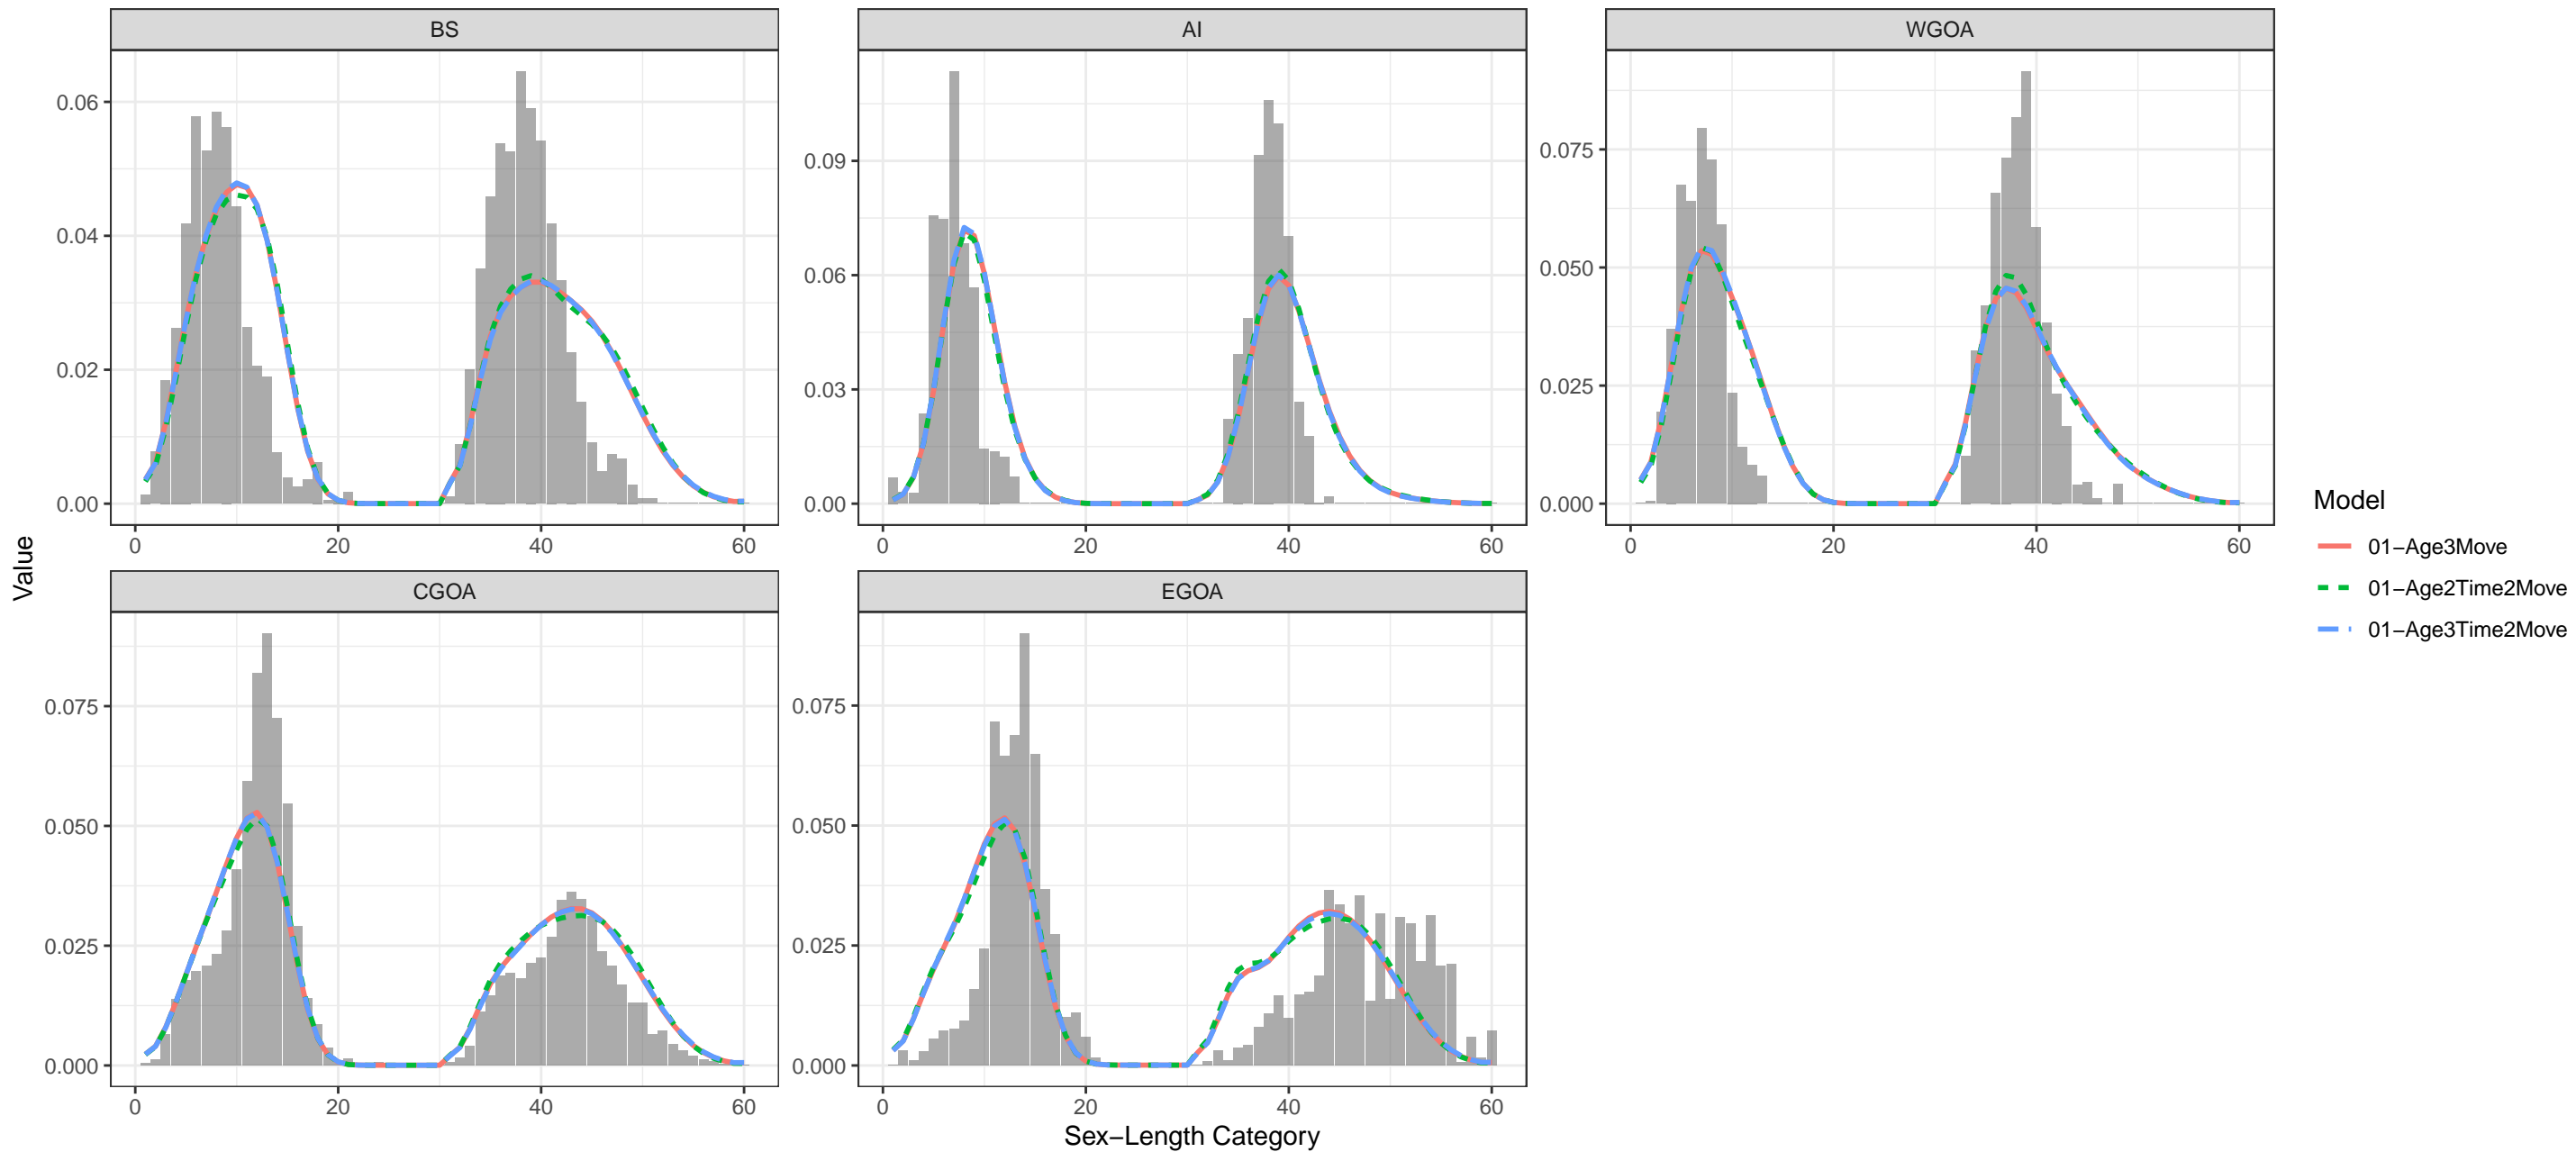 BS
AI
WGOA
0.06
0.04
0.02
0.00
0.09
0.06
0.03
0.00
0.075
0.050
0.025
0.000
0 20 40 60
0 20 40 60
0 20 40 60
CGOA
EGOA
0.075
0.050
0.025
0.000
0.075
0.050
0.025
0.000
0 20 40 60
0 20 40 60
Value
Sex−Length Category
Model
01−Age3Move
01−Age2Time2Move
01−Age3Time2Move